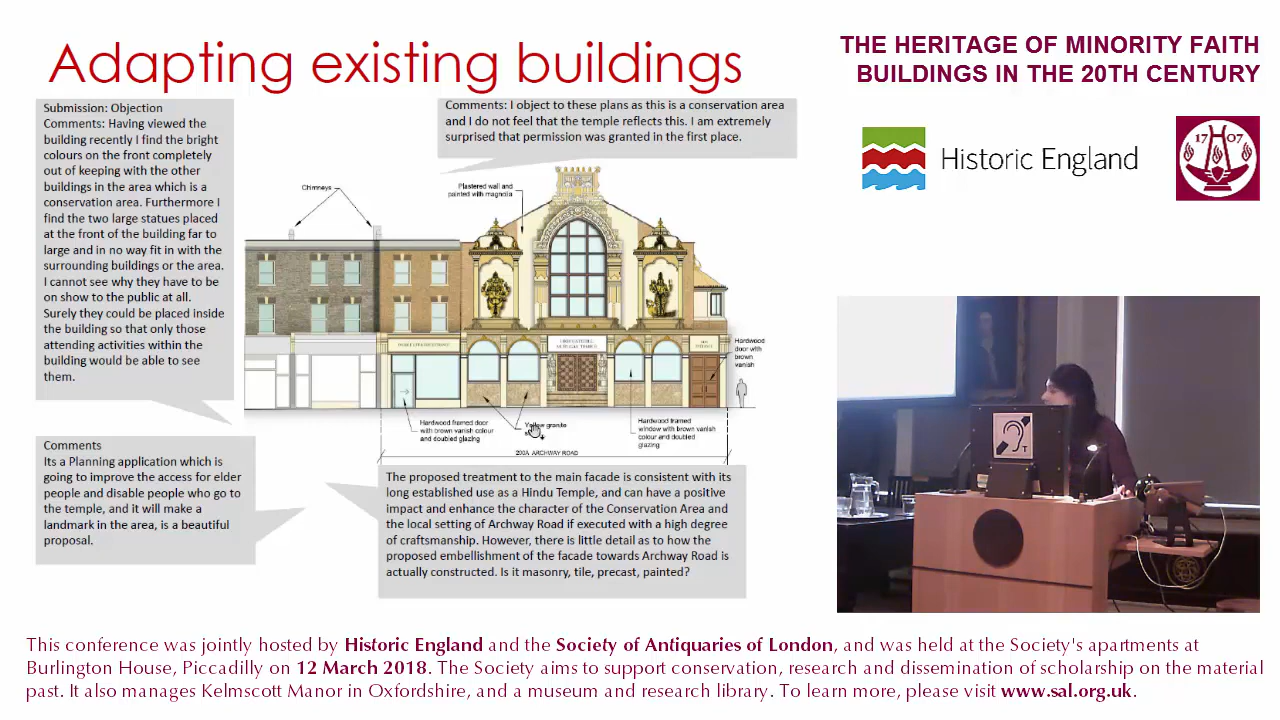 Adapting existing buildings
THE HERITAGE OF MINORITY FAITH
BUILDINGS IN THE 20TH CENTURY
Historic England
17 07
Submission: Objection
Comments: Having viewed the
building recently I find the bright
colours on the front completely
out of keeping with the other
buildings in the area which is a
conservation area. Furthermore I
find the two large statues placed
at the front of the building far to
large and in no way fit in with the
surrounding buildings or the area.
I cannot see why they have to be
on show to the public at all.
Surely they could be placed inside
the building so that only those
attending activities within the
building would be able to see
them.
Comments: I object to these plans as this is a conservation area
and I do not feel that the temple reflects this. I am extremely
surprised that permission was granted in the first place.
Chimneys
Plastered wall and
painted with magnolia
Hardwood
door with
brown
vanish
Hardwood framed door
with brown vanish colour
and doubled glazing
Yellow granite
Hardwood framed
window with brown vanish
colour and doubled
glazing
200A ARCHWAY ROAD
Comments
Its a Planning application which is
going to improve the access for elder
people and disable people who go to
the temple, and it will make a
landmark in the area, is a beautiful
proposal.
The proposed treatment to the main facade is consistent with its
long established use as a Hindu Temple, and can have a positive
impact and enhance the character of the Conservation Area and
the local setting of Archway Road if executed with a high degree
of craftsmanship. However, there is little detail as to how the
proposed embellishment of the facade towards Archway Road is
actually constructed. Is it masonry, tile, precast, painted?
T
This conference was jointly hosted by Historic England and the Society of Antiquaries of London, and was held at the Society's apartments at
Burlington House, Piccadilly on 12 March 2018. The Society aims to support conservation, research and dissemination of scholarship on the material
past. It also manages Kelmscott Manor in Oxfordshire, and a museum and research library. To learn more, please visit www.sal.org.uk.